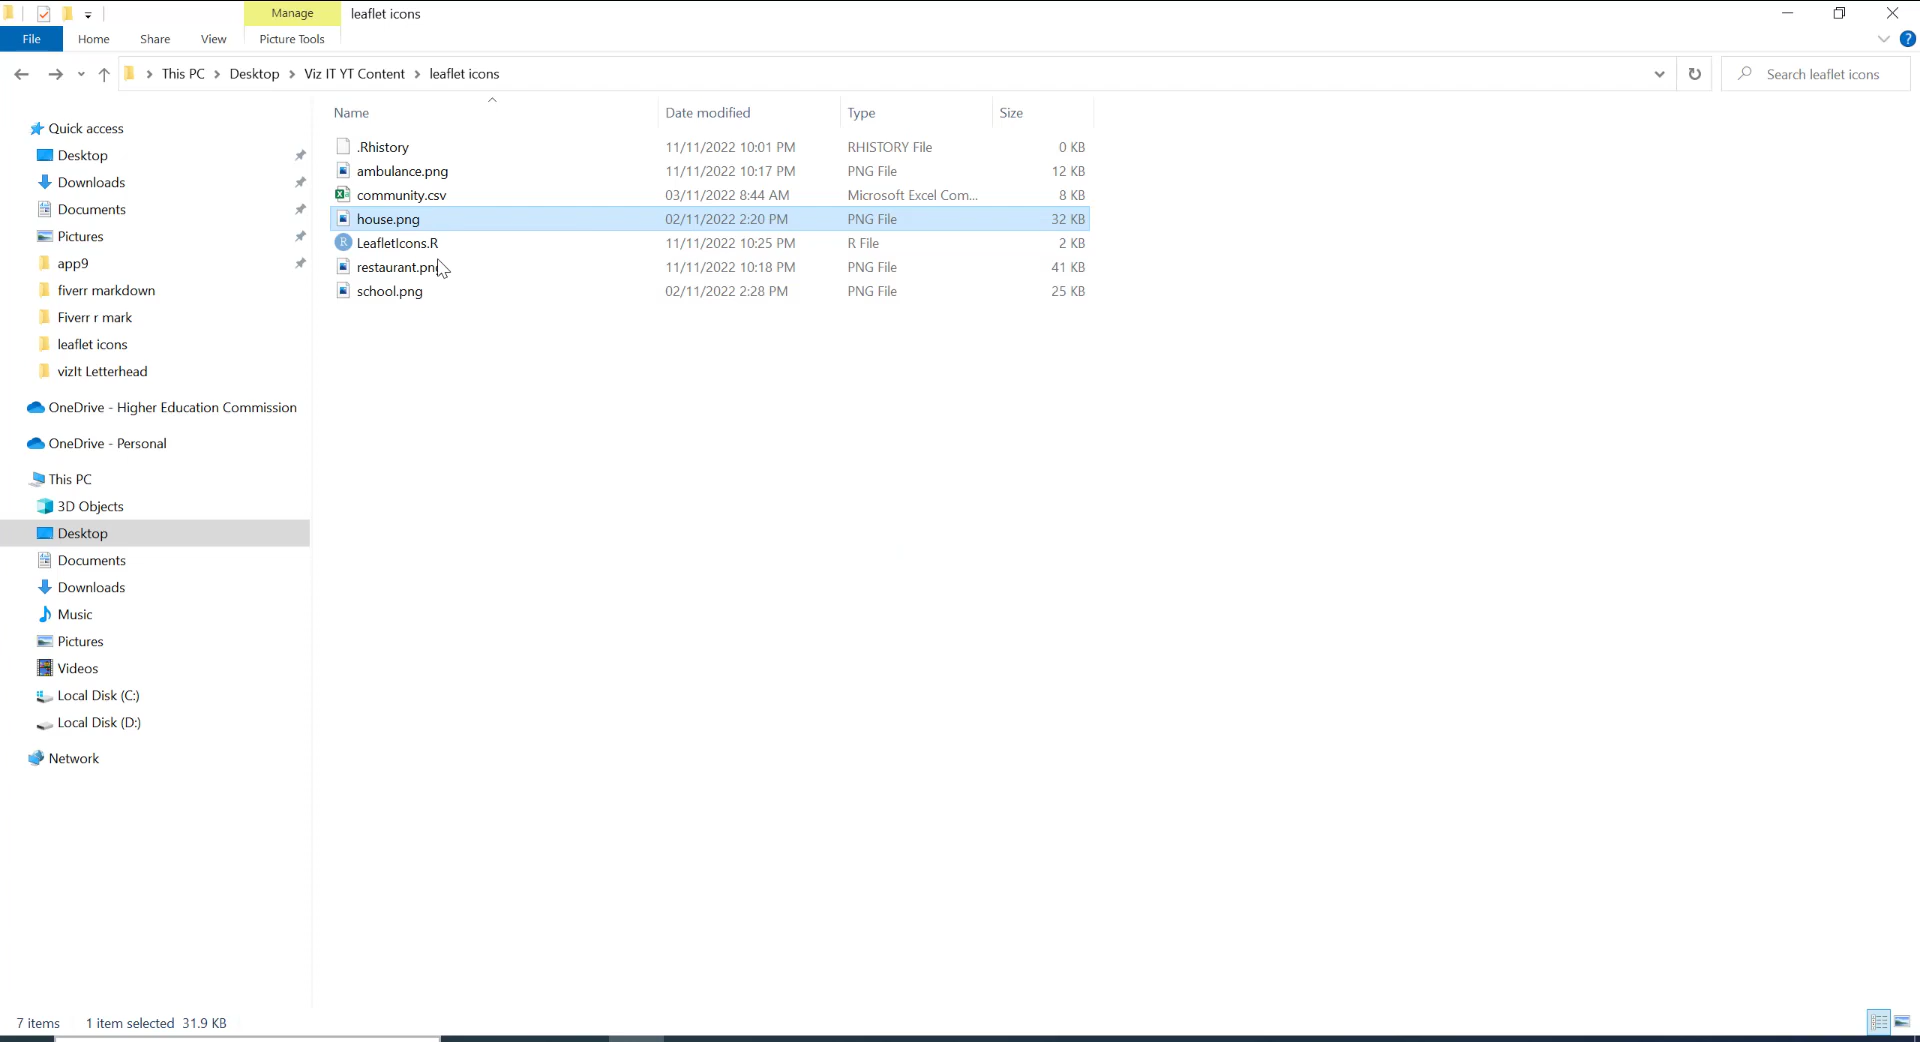 Manage
leaflet icons
File
Home
Share
View
Picture Tools
?
This PC
Desktop
Viz IT YT Content
leaflet icons
Search leaflet icons
Name
Date modified
Type
Size
.Rhistory 11/11/2022 10:01 PM RHISTORY File 0 KB
ambulance.png 11/11/2022 10:17 PM PNG File 12 KB
community.csv 03/11/2022 8:44 AM Microsoft Excel Com... 8 KB
house.png 02/11/2022 2:20 PM PNG File 32 KB
R LeafletIcons.R 11/11/2022 10:25 PM R File 2 KB
restaurant.png 11/11/2022 10:18 PM PNG File 41 KB
school.png 02/11/2022 2:28 PM PNG File 25 KB
Quick access
Desktop
Downloads
Documents
Pictures
app9
fiverr markdown
Fiverr r mark
leaflet icons
vizIt Letterhead
OneDrive - Higher Education Commission
OneDrive - Personal
This PC
3D Objects
Desktop
Documents
Downloads
Music
Pictures
Videos
Local Disk (C:)
Local Disk (D:)
Network
7 items 1 item selected 31.9 KB